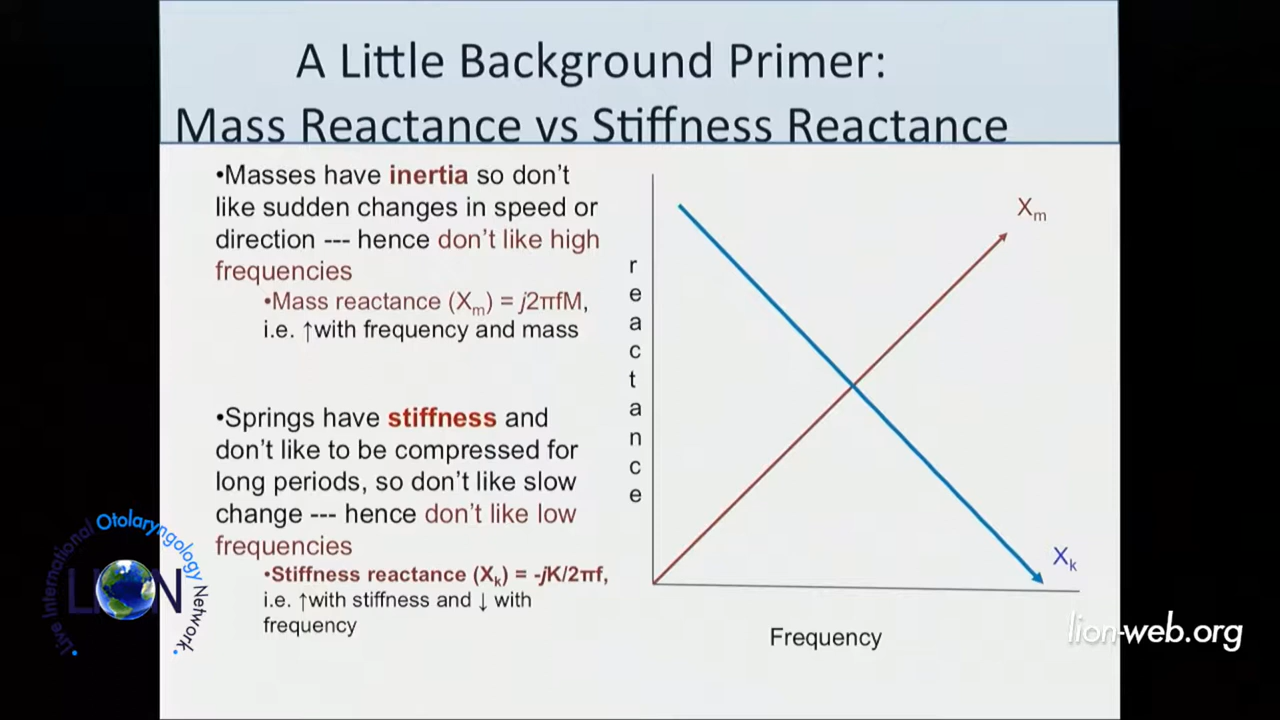 A Little Background Primer:
Mass Reactance vs Stiffness Reactance
•Masses have inertia so don't
like sudden changes in speed or
direction --- hence don't like high
frequencies
•Mass reactance (Xm) = j2πfM,
i.e. ↑with frequency and mass
•Springs have stiffness and
don't like to be compressed for
long periods, so don't like slow
change --- hence don't like low
frequencies
•Stiffness reactance (Xk) = -jK/2πf,
i.e. ↑with stiffness and ↓ with
frequency
reactance
Xm
Xk
Frequency
Live International Otolaryngology Network
LION
lion-web.org